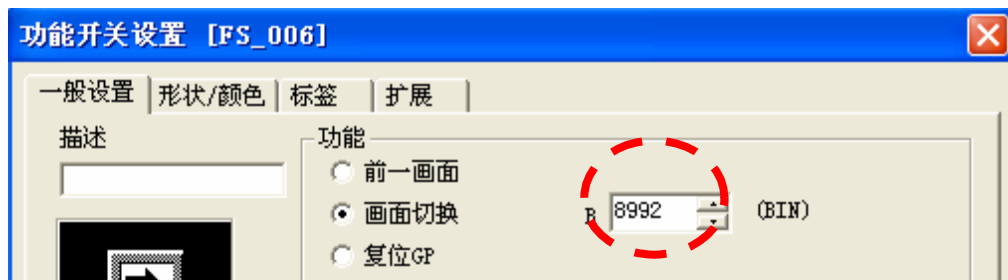 功能开关设置 [FS_006]
一般设置 形状/颜色 标签 扩展
描述 功能
前一画面
画面切换 B 8992 (BIN)
复位GP